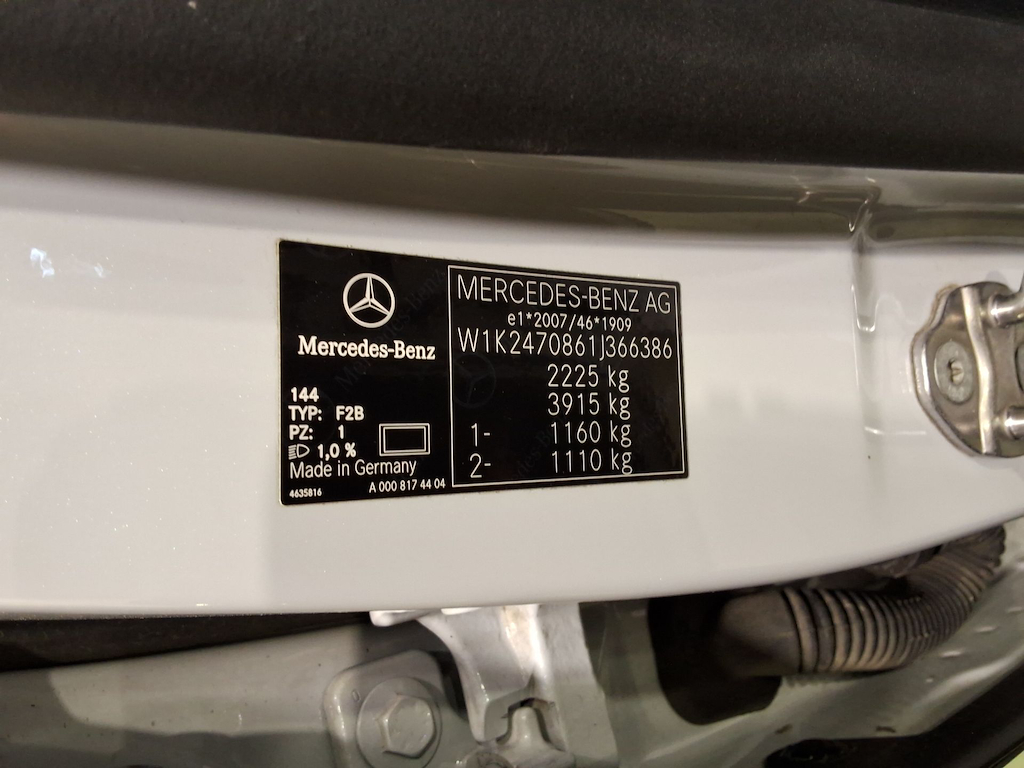 Mercedes-Benz
144
TYP: F2B
PZ: 1
1,0 %
Made in Germany
4635816 A 000 817 44 04
MERCEDES-BENZ AG
e1*2007/46*1909
W1K2470861J366386
2225 kg
3915 kg
1- 1160 kg
2- 1110 kg